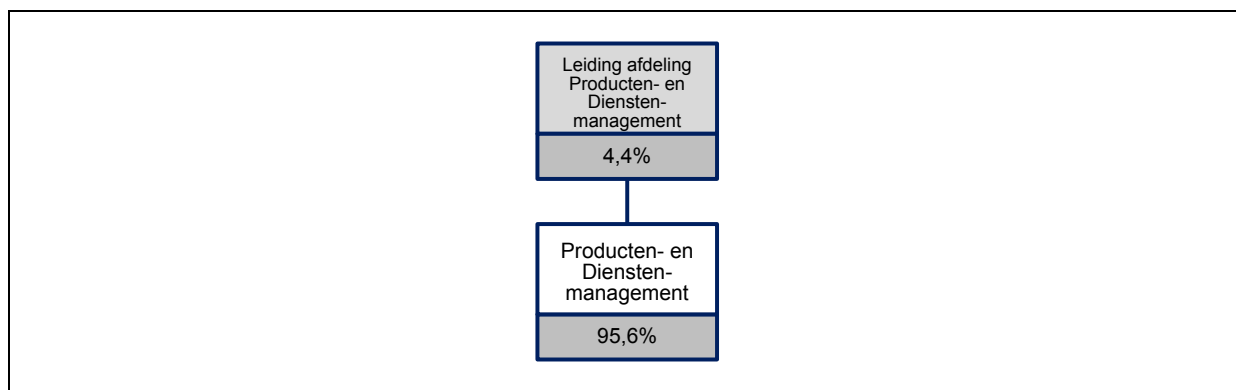 Leiding afdeling
Producten- en
Diensten-
management
4,4%
Producten- en
Diensten-
management
95,6%